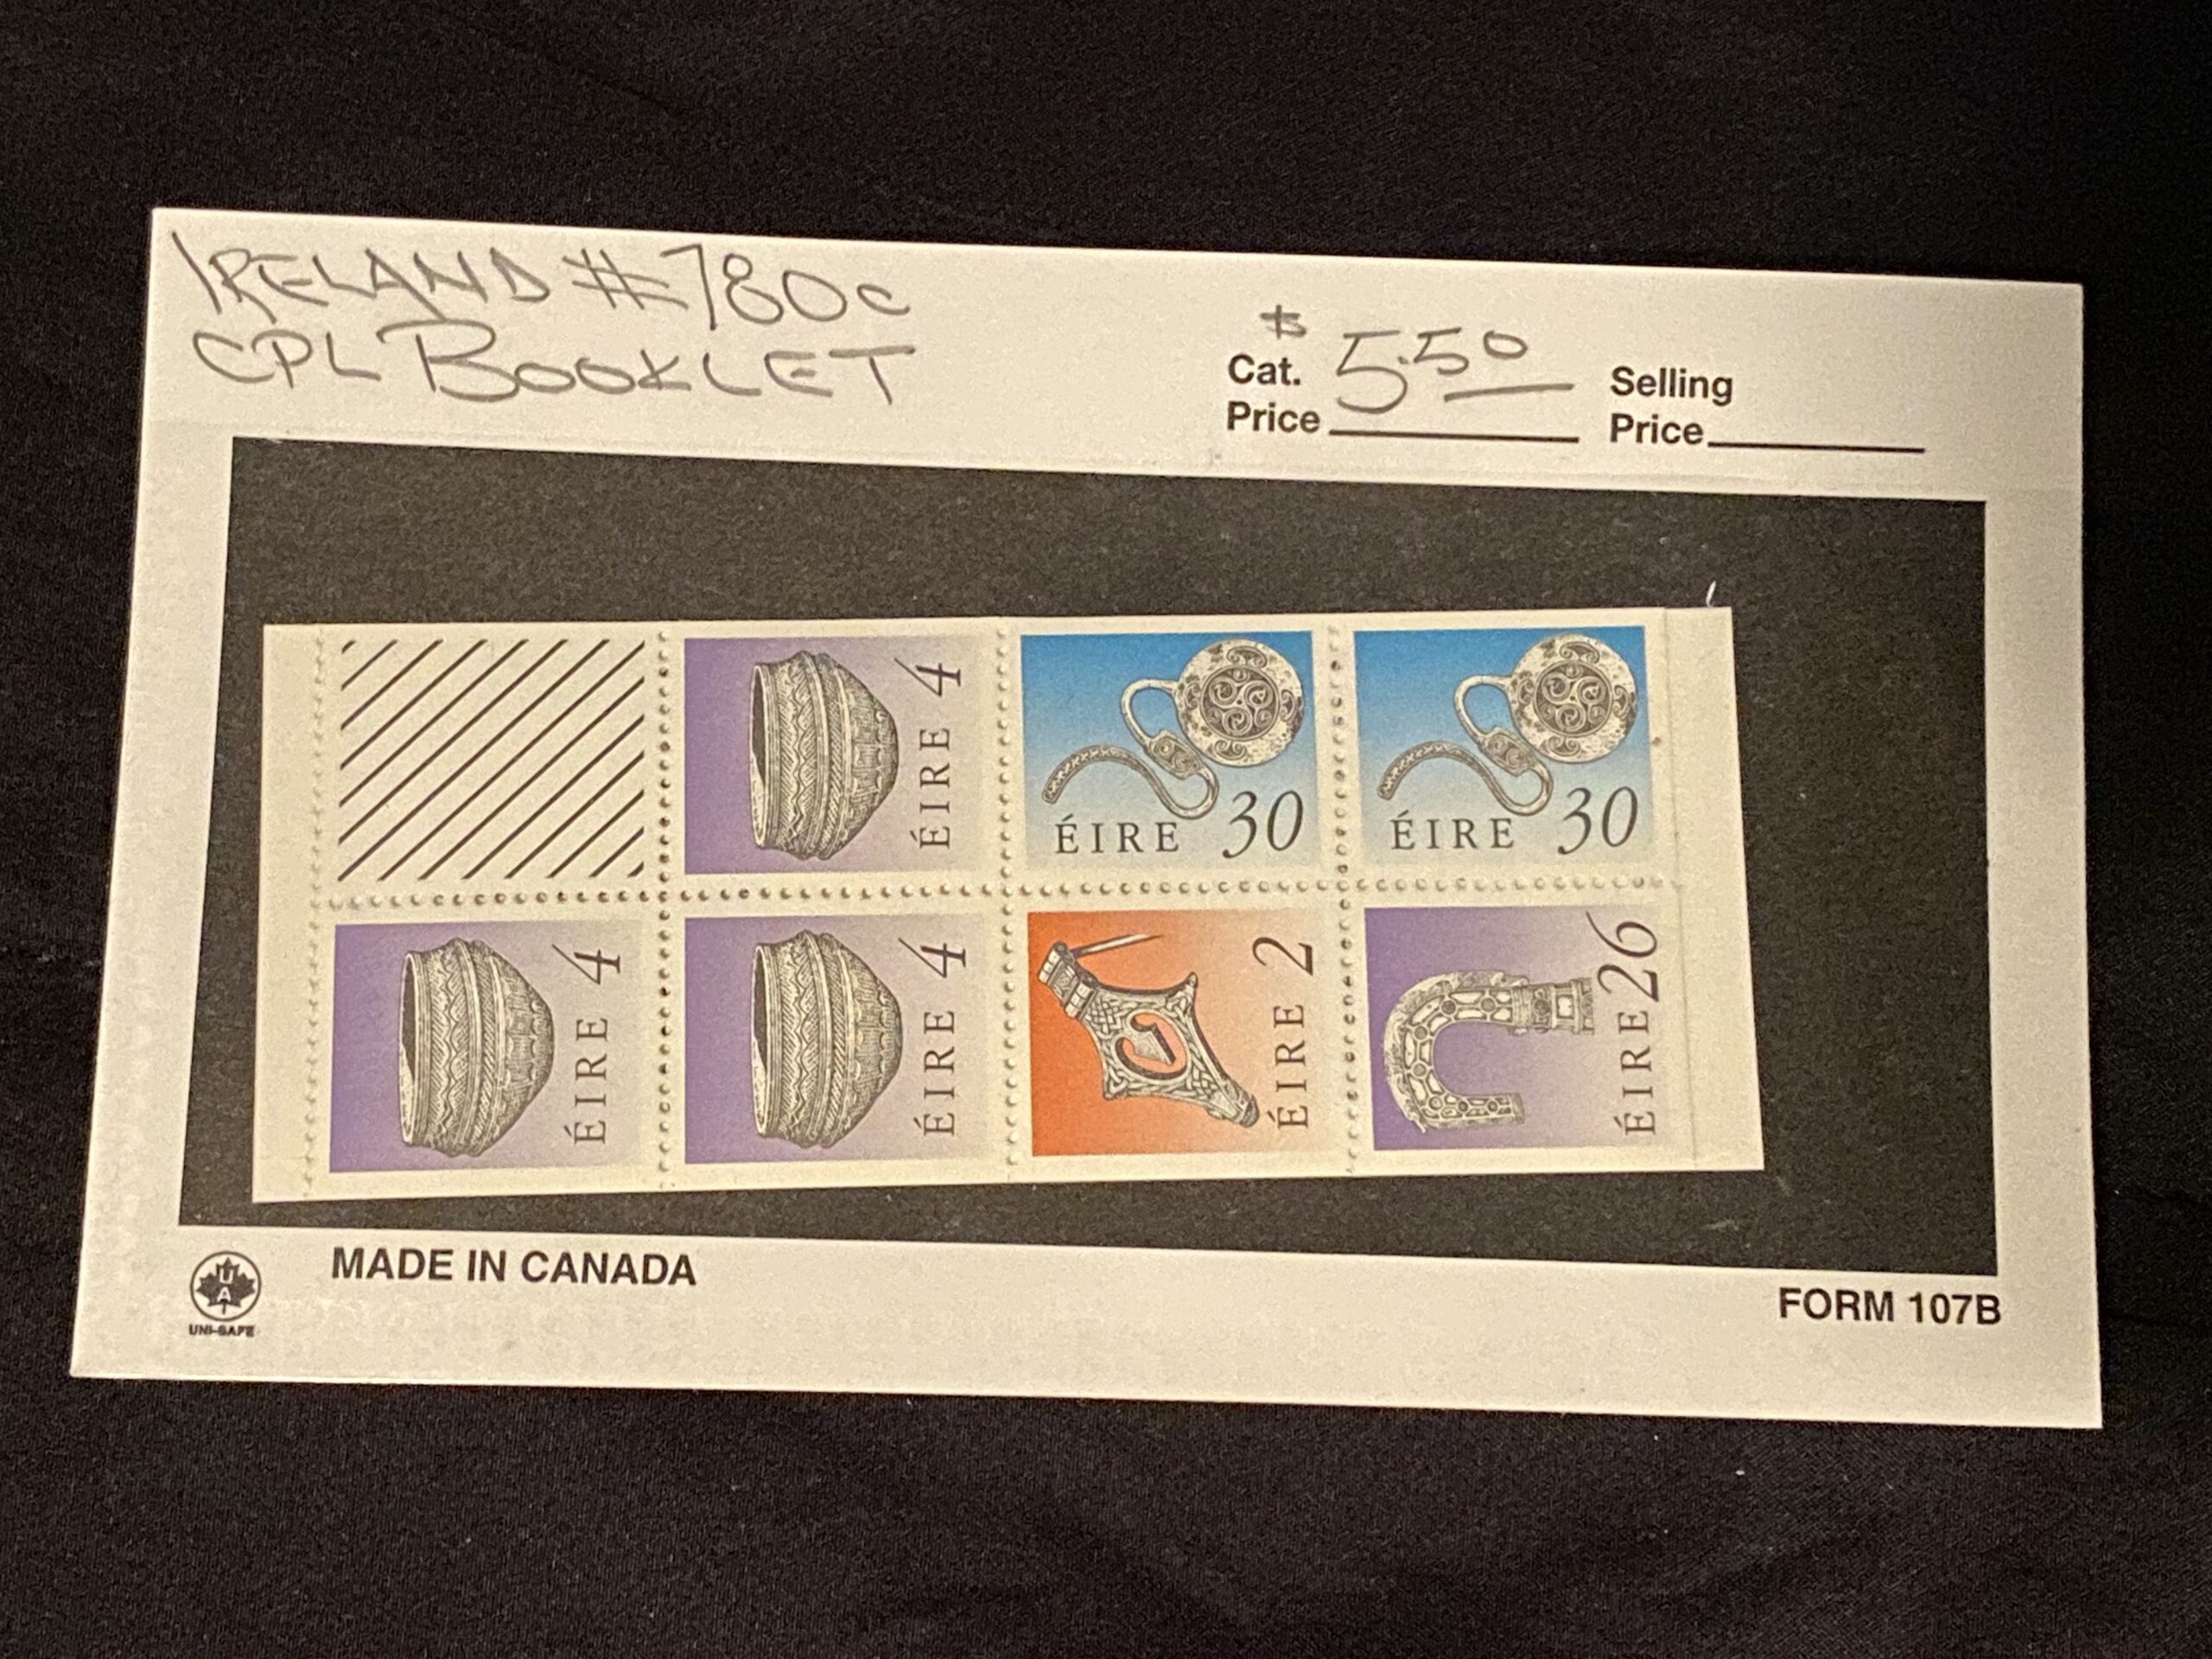 IRELAND #780c
CPL BOOKLET
$
Cat. 5.50 Selling
Price Price
ÉIRE 4
ÉIRE 30
ÉIRE 30
ÉIRE 4
ÉIRE 4
ÉIRE 2
ÉIRE 26
UA
UNI-SAFE
MADE IN CANADA
FORM 107B